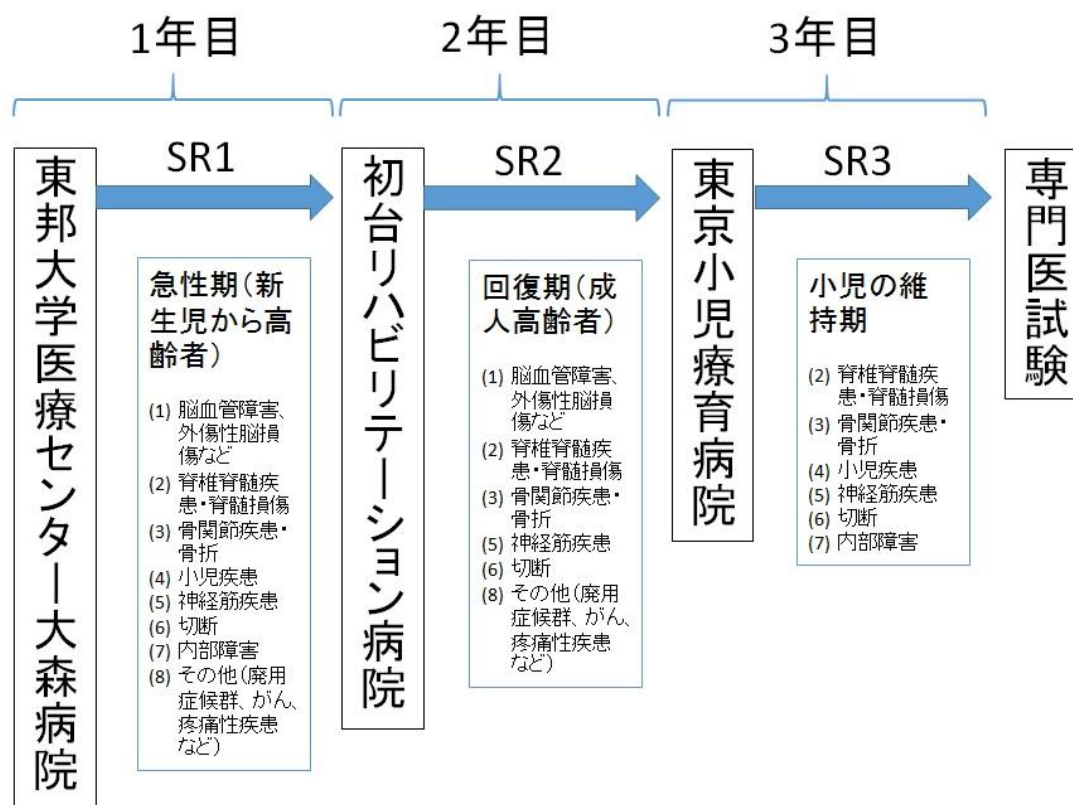 1年目
2年目
3年目
東邦大学医療センター大森病院
SR1
急性期（新
生児から高
齢者）
(1) 脳血管障害、
外傷性脳損
傷など
(2) 脊椎脊髄疾
患・脊髄損傷
(3) 骨関節疾患・
骨折
(4) 小児疾患
(5) 神経筋疾患
(6) 切断
(7) 内部障害
(8) その他（廃用
症候群、がん、
疼痛性疾患
など）
初台リハビリテーション病院
SR2
回復期（成
人高齢者）
(1) 脳血管障害、
外傷性脳損
傷など
(2) 脊椎脊髄疾
患・脊髄損傷
(3) 骨関節疾患・
骨折
(5) 神経筋疾患
(6) 切断
(8) その他（廃用
症候群、がん、
疼痛性疾患
など）
東京小児療育病院
SR3
小児の維
持期
(2) 脊椎脊髄疾
患・脊髄損傷
(3) 骨関節疾患・
骨折
(4) 小児疾患
(5) 神経筋疾患
(6) 切断
(7) 内部障害
専門医試験